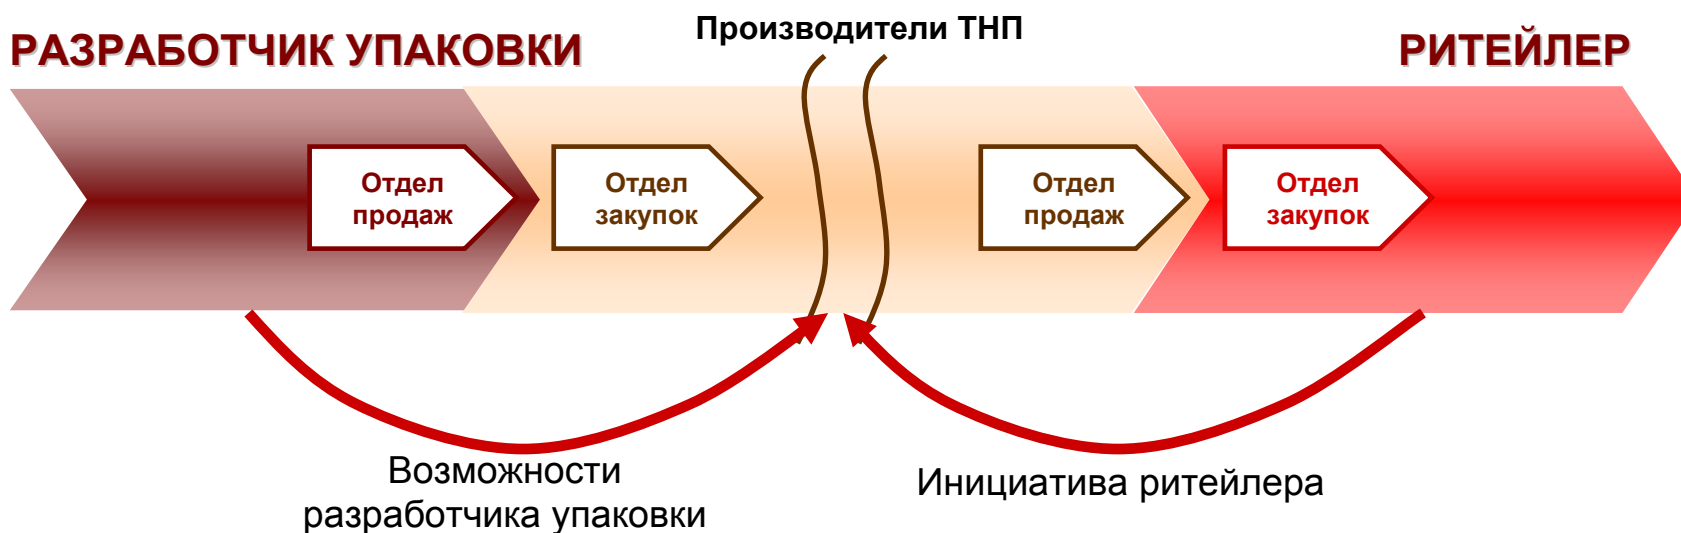 Производители ТНП
РАЗРАБОТЧИК УПАКОВКИ
РИТЕЙЛЕР
Отдел
продаж
Отдел
закупок
Отдел
продаж
Отдел
закупок
Возможности
разработчика упаковки
Инициатива ритейлера